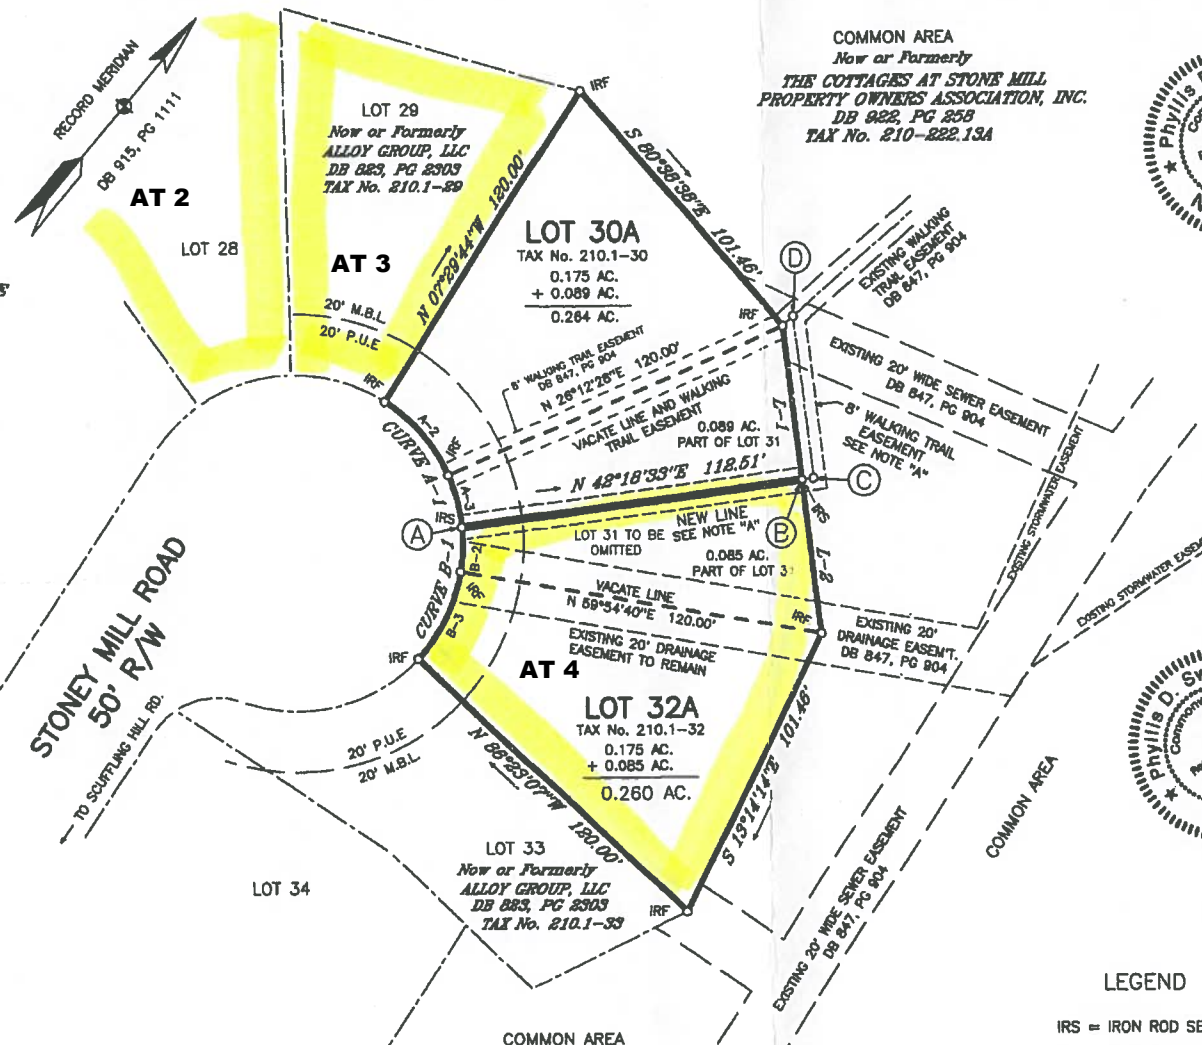 COMMON AREA
Now or Formerly
THE COTTAGES AT STONE MILL
PROPERTY OWNERS ASSOCIATION, INC.
DB 922, PG 258
TAX No. 210-222.13A
RECORD MERIDIAN
DB 915, PG 1111
AT 2
LOT 28
LOT 29
Now or Formerly
ALLOY GROUP, LLC
DB 823, PG 2303
TAX No. 210.1-29
AT 3
20' M.B.L.
20' P.U.E
IRF
N 07°29'44"W 120.00'
IRF
S 80°38'38"E 101.46'
LOT 30A
TAX No. 210.1-30
0.175 AC.
+ 0.089 AC.
0.264 AC.
D
EXISTING WALKING
TRAIL EASEMENT
DB 847, PG 904
IRF
8' WALKING TRAIL EASEMENT
DB 847, PG 904
N 26°12'28"E 120.00'
VACATE LINE AND WALKING
TRAIL EASEMENT
EXISTING 20' WIDE SEWER EASEMENT
DB 847, PG 904
L-1
8' WALKING TRAIL
EASEMENT
SEE NOTE "A"
0.089 AC.
PART OF LOT 31
CURVE A-1
A-2
IRF
A-3
IRS
N 42°18'33"E 112.51'
C
A
B
IRS
NEW LINE
SEE NOTE "A"
LOT 31 TO BE
OMITTED
0.085 AC.
PART OF LOT 3
L-2
EXISTING STORMWATER EASEMENT
EXISTING STORMWATER EASEM
CURVE B-1
B-2
IRF
B-3
IRF
VACATE LINE
N 59°54'40"E 120.00'
IRF
EXISTING 20' DRAINAGE
EASEMENT TO REMAIN
EXISTING 20'
DRAINAGE EASEM'T.
DB 847, PG 904
STONEY MILL ROAD
50' R/W
TO SCUFFLING HILL RD.
AT 4
LOT 32A
TAX No. 210.1-32
0.175 AC.
+ 0.085 AC.
0.260 AC.
20' P.U.E
20' M.B.L.
N 86°23'07"W 120.00'
S 13°14'14"E 101.46'
IRF
LOT 33
Now or Formerly
ALLOY GROUP, LLC
DB 823, PG 2303
TAX No. 210.1-33
LOT 34
EXISTING 20' WIDE SEWER EASEMENT
DB 847, PG 904
COMMON AREA
COMMON AREA
Phyllis
Phyllis D. Sw
LEGEND
IRS = IRON ROD SE